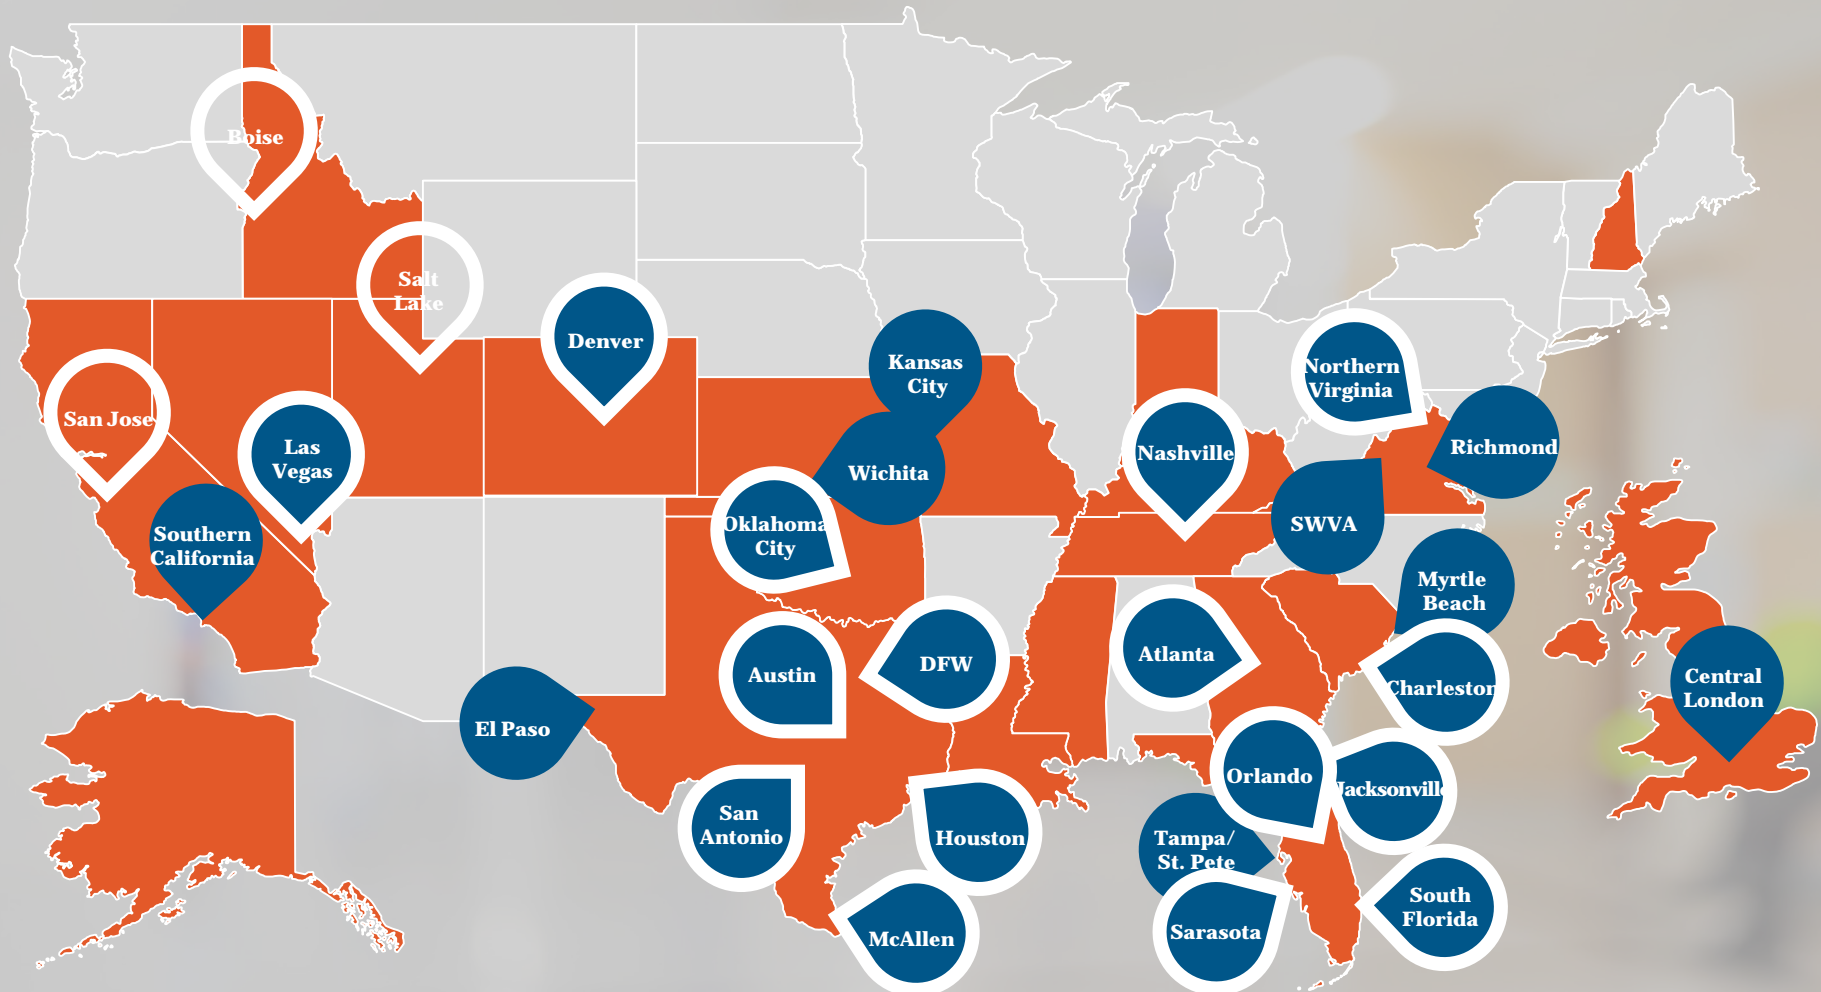 Boise
Salt
Lake
Denver
Kansas
City
Northern
Virginia
San Jose
Las
Vegas
Nashville
Richmond
Wichita
Southern
California
Oklahoma
City
SWVA
Myrtle
Beach
Austin
DFW
Atlanta
Charleston
Central
London
El Paso
Orlando
Jacksonville
San
Antonio
Houston
Tampa/
St. Pete
McAllen
Sarasota
South
Florida